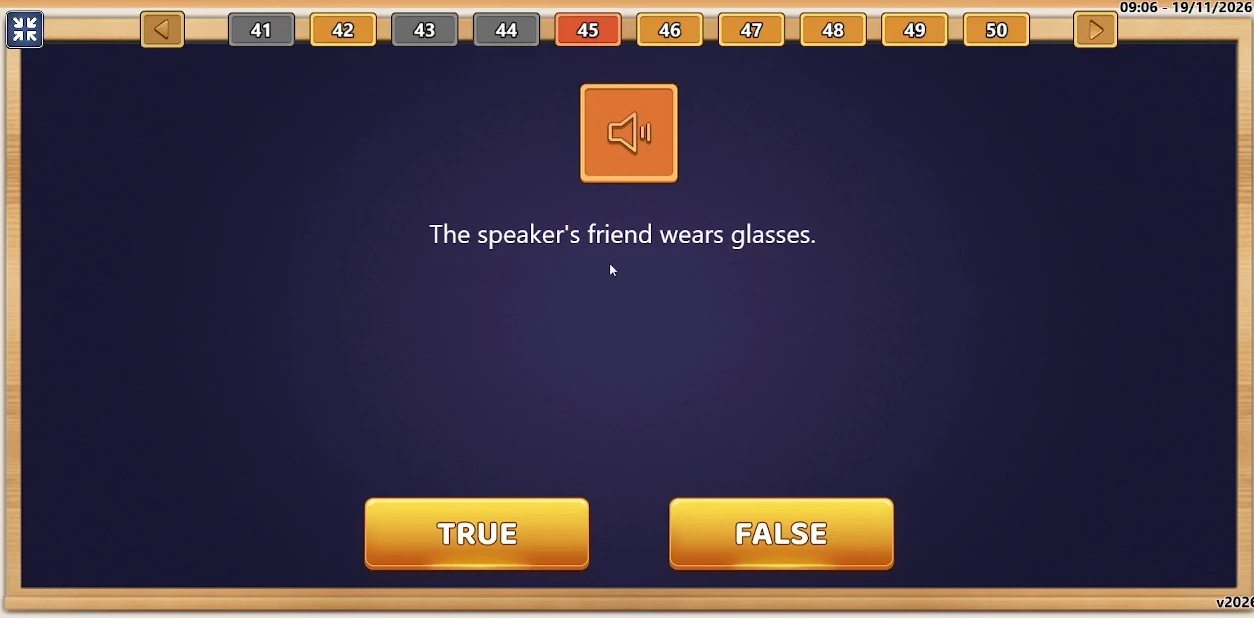 09:06 - 19/11/2026
41 42 43 44 45 46 47 48 49 50
The speaker's friend wears glasses.
TRUE FALSE
v2026